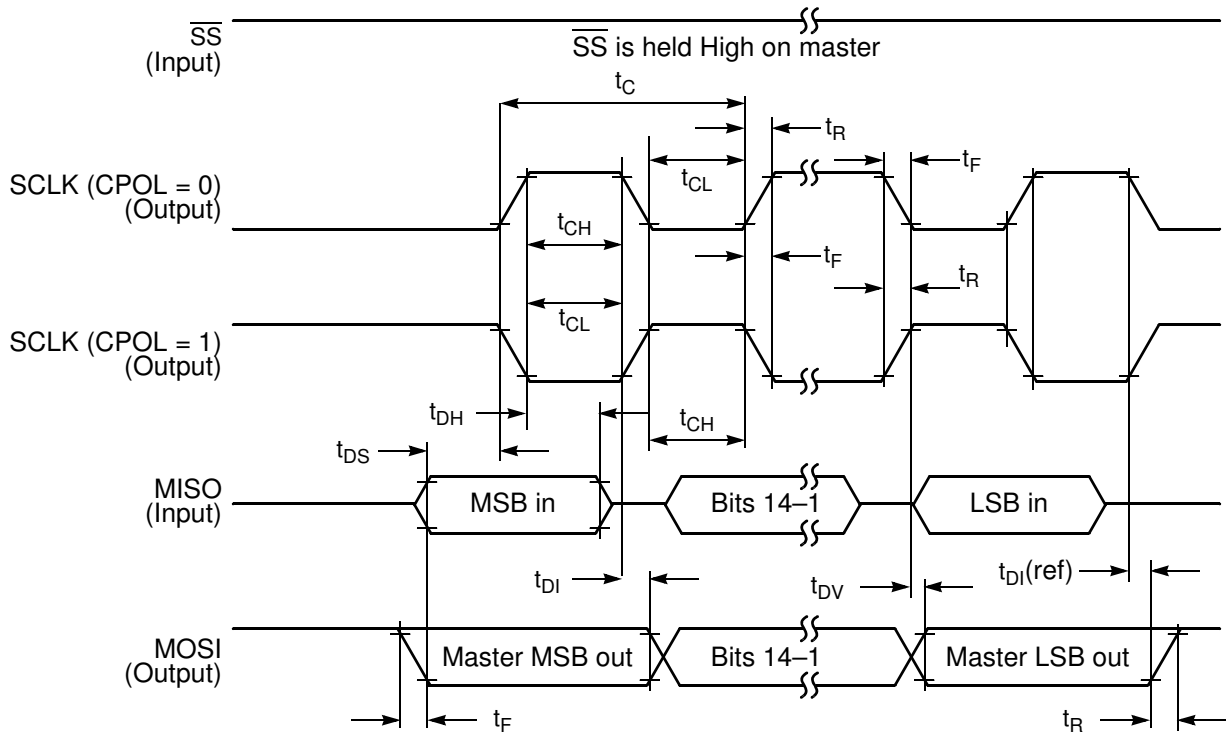 SS
(Input)
SS is held High on master
tC
tR
tF
tCL
SCLK (CPOL = 0)
(Output)
tCH
tF
tR
tCL
SCLK (CPOL = 1)
(Output)
tDH
tCH
tDS
MISO
(Input)
MSB in
Bits 14–1
LSB in
tDI
tDV
tDI(ref)
MOSI
(Output)
Master MSB out
Bits 14–1
Master LSB out
tF
tR